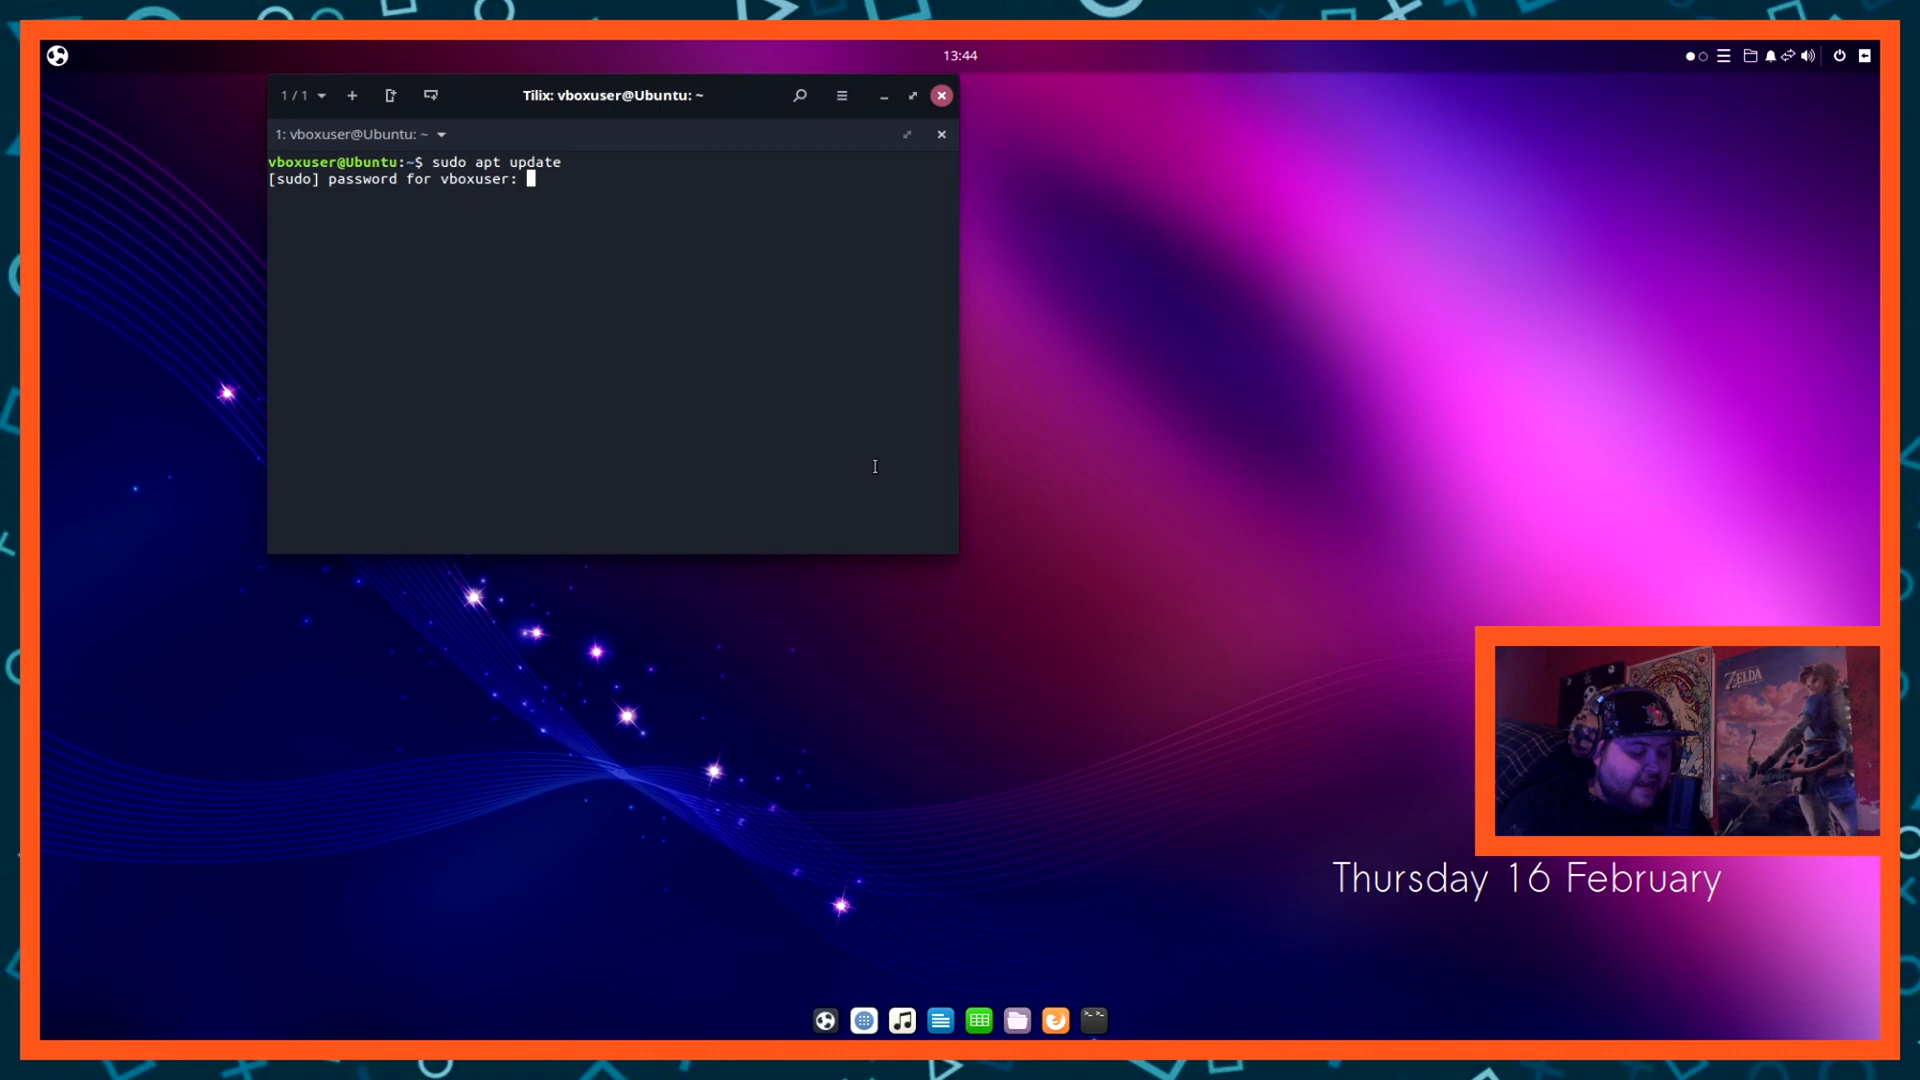 13:44
1 / 1
Tilix: vboxuser@Ubuntu: ~
1: vboxuser@Ubuntu: ~
vboxuser@Ubuntu:~$ sudo apt update
[sudo] password for vboxuser:
ZELDA
Thursday 16 February